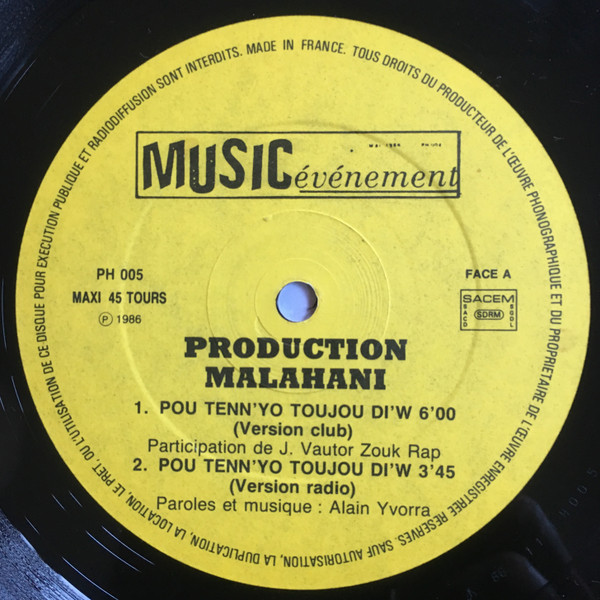 MUSIC événement
PH 005
MAXI 45 TOURS
Ⓟ 1986
FACE A
SACEM
SACD
SDRM
SGDL
PRODUCTION
MALAHANI
1. POU TENN'YO TOUJOU DI'W 6'00
(Version club)
Participation de J. Vautor Zouk Rap
2. POU TENN'YO TOUJOU DI'W 3'45
(Version radio)
Paroles et musique : Alain Yvorra
MADE IN FRANCE. TOUS DROITS DU PRODUCTEUR DE L'ŒUVRE PHONOGRAPHIQUE ET DU PROPRIETAIRE DE L'ŒUVRE ENREGISTREE RESERVES. SAUF AUTORISATION, LA DUPLICATION, LA LOCATION, LE PRET, OU L'UTILISATION DE CE DISQUE POUR EXECUTION PUBLIQUE ET RADIODIFFUSION SONT INTERDITS.